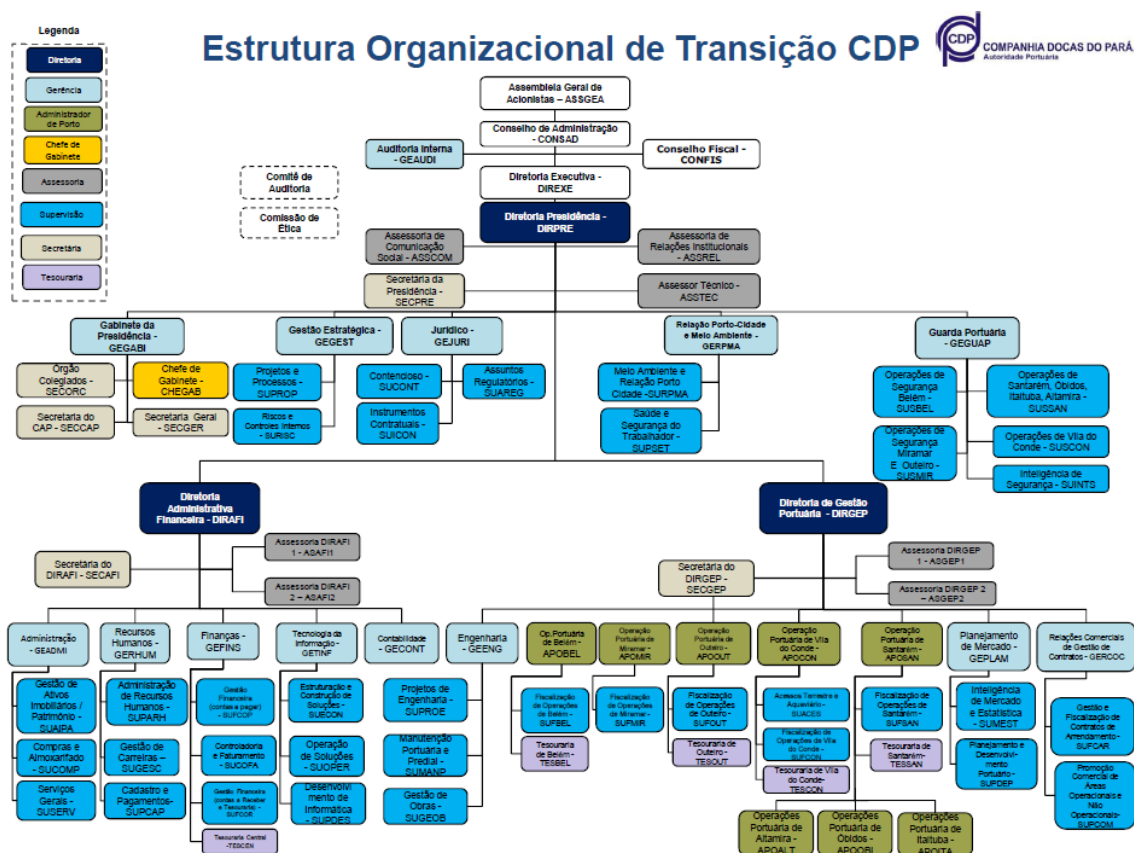 Legenda
Diretoria
Gerência
Administrador
de Porto
Chefe de
Gabinete
Assessoria
Supervisão
Secretária
Tesouraria
Estrutura Organizacional de Transição CDP
CDP
COMPANHIA DOCAS DO PARÁ
Autoridade Portuária
Assembleia Geral de
Acionistas – ASSGEA
Conselho de Administração
- CONSAD
Auditoria Interna
- GEAUDI
Conselho Fiscal -
CONFIS
Comitê de
Auditoria
Diretoria Executiva -
DIREXE
Comissão de
Ética
Diretoria Presidência -
DIRPRE
Assessoria de
Comunicação
Social - ASSCOM
Assessoria de
Relações Institucionais
- ASSREL
Secretária da
Presidência -
SECPRE
Assessor Técnico -
ASSTEC
Gabinete da
Presidência -
GEGABI
Gestão Estratégica -
GEGEST
Jurídico -
GEJURI
Relação Porto-Cidade
e Meio Ambiente -
GERPMA
Guarda Portuária
- GEGUAP
Órgão
Colegiados -
SECORC
Chefe de
Gabinete -
CHEGAB
Secretaria do
CAP - SECCAP
Secretaria Geral
- SECGER
Projetos e
Processos -
SUPROP
Riscos e
Controles Internos
- SURISC
Contencioso -
SUCONT
Assuntos
Regulatórios -
SUAREG
Instrumentos
Contratuais -
SUICON
Meio Ambiente e
Relação Porto
Cidade -SURPMA
Saúde e
Segurança do
Trabalhador -
SUPSET
Operações de
Segurança
Belém -
SUSBEL
Operações de
Santarém, Óbidos,
Itaituba, Altamira -
SUSSAN
Operações de
Segurança
Miramar
E Outeiro -
SUSMIR
Operações de Vila do
Conde - SUSCON
Inteligência de
Segurança - SUINTS
Diretoria
Administrativa
Financeira - DIRAFI
Diretoria de Gestão
Portuária - DIRGEP
Secretária do
DIRAFI - SECAFI
Assessoria DIRAFI
1 - ASAFI1
Assessoria DIRAFI
2 – ASAFI2
Secretária do
DIRGEP -
SECGEP
Assessoria DIRGEP
1 - ASGEP1
Assessoria DIRGEP 2
– ASGEP2
Administração
- GEADMI
Recursos
Humanos -
GERHUM
Finanças -
GEFINS
Tecnologia da
Informação -
GETINF
Contabilidade
- GECONT
Engenharia
- GEENG
Op.Portuária
de Belém -
APOBEL
Operação
Portuária de
Miramar-
APOMIR
Operação
Portuária de
Outeiro -
APOOUT
Operação
Portuária de Vila
do Conde -
APOCON
Operação
Portuária de
Santarém -
APOSAN
Planejamento
de Mercado -
GEPLAM
Relações Comerciais
de Gestão de
Contratos - GERCOC
Gestão de
Ativos
Imobiliários /
Patrimônio -
SUAIPA
Compras e
Almoxarifado -
SUCOMP
Serviços
Gerais -
SUSERV
Administração
de Recursos
Humanos -
SUPARH
Gestão de
Carreiras –
SUGESC
Cadastro e
Pagamentos-
SUPCAP
Gestão
Financeira
(contas a pagar)
- SUFCOP
Controladoria
e Faturamento
- SUCOFA
Gestão Financeira
(contas a Receber
e Tesouraria) -
SUFCOR
Tesouraria Central
-TESCEN
Estruturação e
Construção de
Soluções -
SUECON
Operação
de Soluções
- SUOPER
Desenvolvimento
de
Informática
- SUPDES
Projetos de
Engenharia -
SUPROE
Manutenção
Portuária e
Predial -
SUMANP
Gestão de
Obras -
SUGEOB
Fiscalização
de Operações
de Belém -
SUFBEL
Tesouraria
de Belém -
TESBEL
Fiscalização de
Operações
de Miramar -
SUFMIR
Fiscalização
de Operações
de Outeiro -
SUFOUT
Tesouraria de
Outeiro -
TESOUT
Acessos Terrestre e
Aquaviário-
SUACES
Fiscalização de
Operações de Vila
do Conde -
SUFCON
Tesouraria de Vila
do Conde-
TESCON
Fiscalização de
Operações de
Santarém -
SUFSAN
Tesouraria de
Santarém-
TESSAN
Operações
Portuária de
Altamira -
APOALT
Operações
Portuária de
Óbidos -
APOOBI
Operações
Portuária de
Itaituba -
APOITA
Inteligência
de Mercado
e Estatística
- SUMEST
Planejamento e
Desenvolvimento
Portuário-
SUPDEP
Gestão e
Fiscalização de
Contratos de
Arrendamento -
SUFCAR
Promoção
Comercial de
Áreas
Operacionais e
Não
Operacionais-
SUPCOM